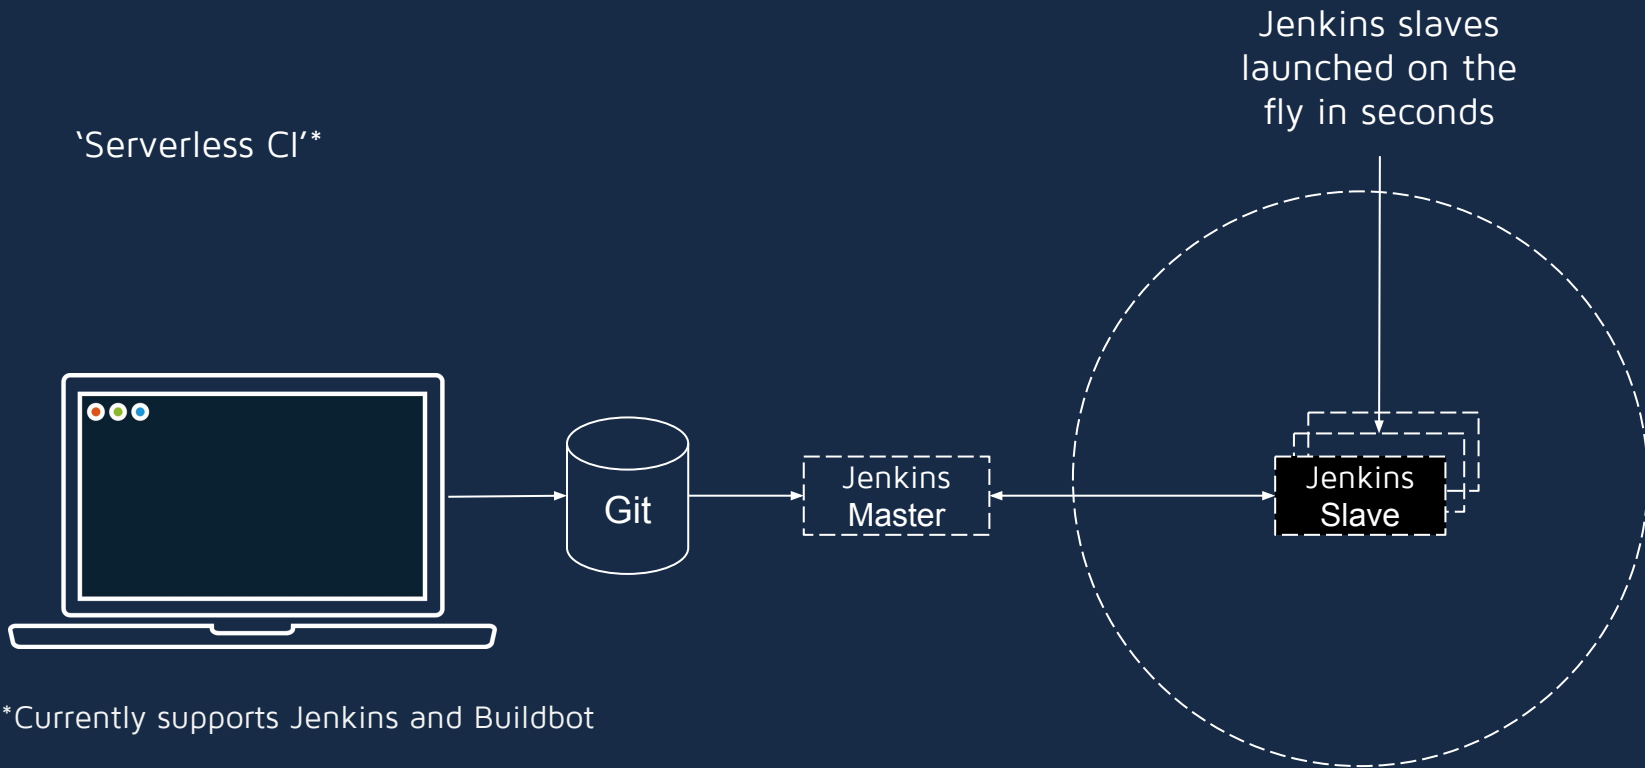 Jenkins slaves
launched on the
fly in seconds
‘Serverless CI’*
Git
Jenkins
Master
Jenkins
Slave
*Currently supports Jenkins and Buildbot